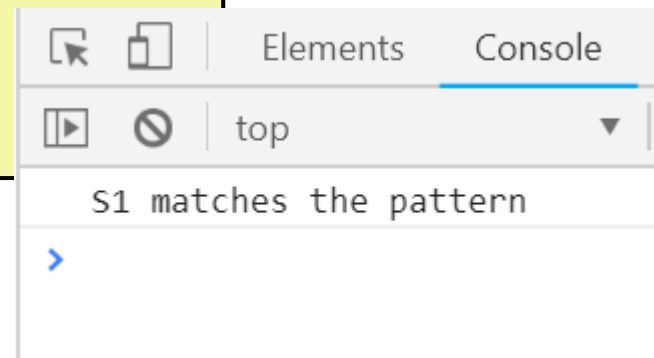 Elements Console
top
S1 matches the pattern